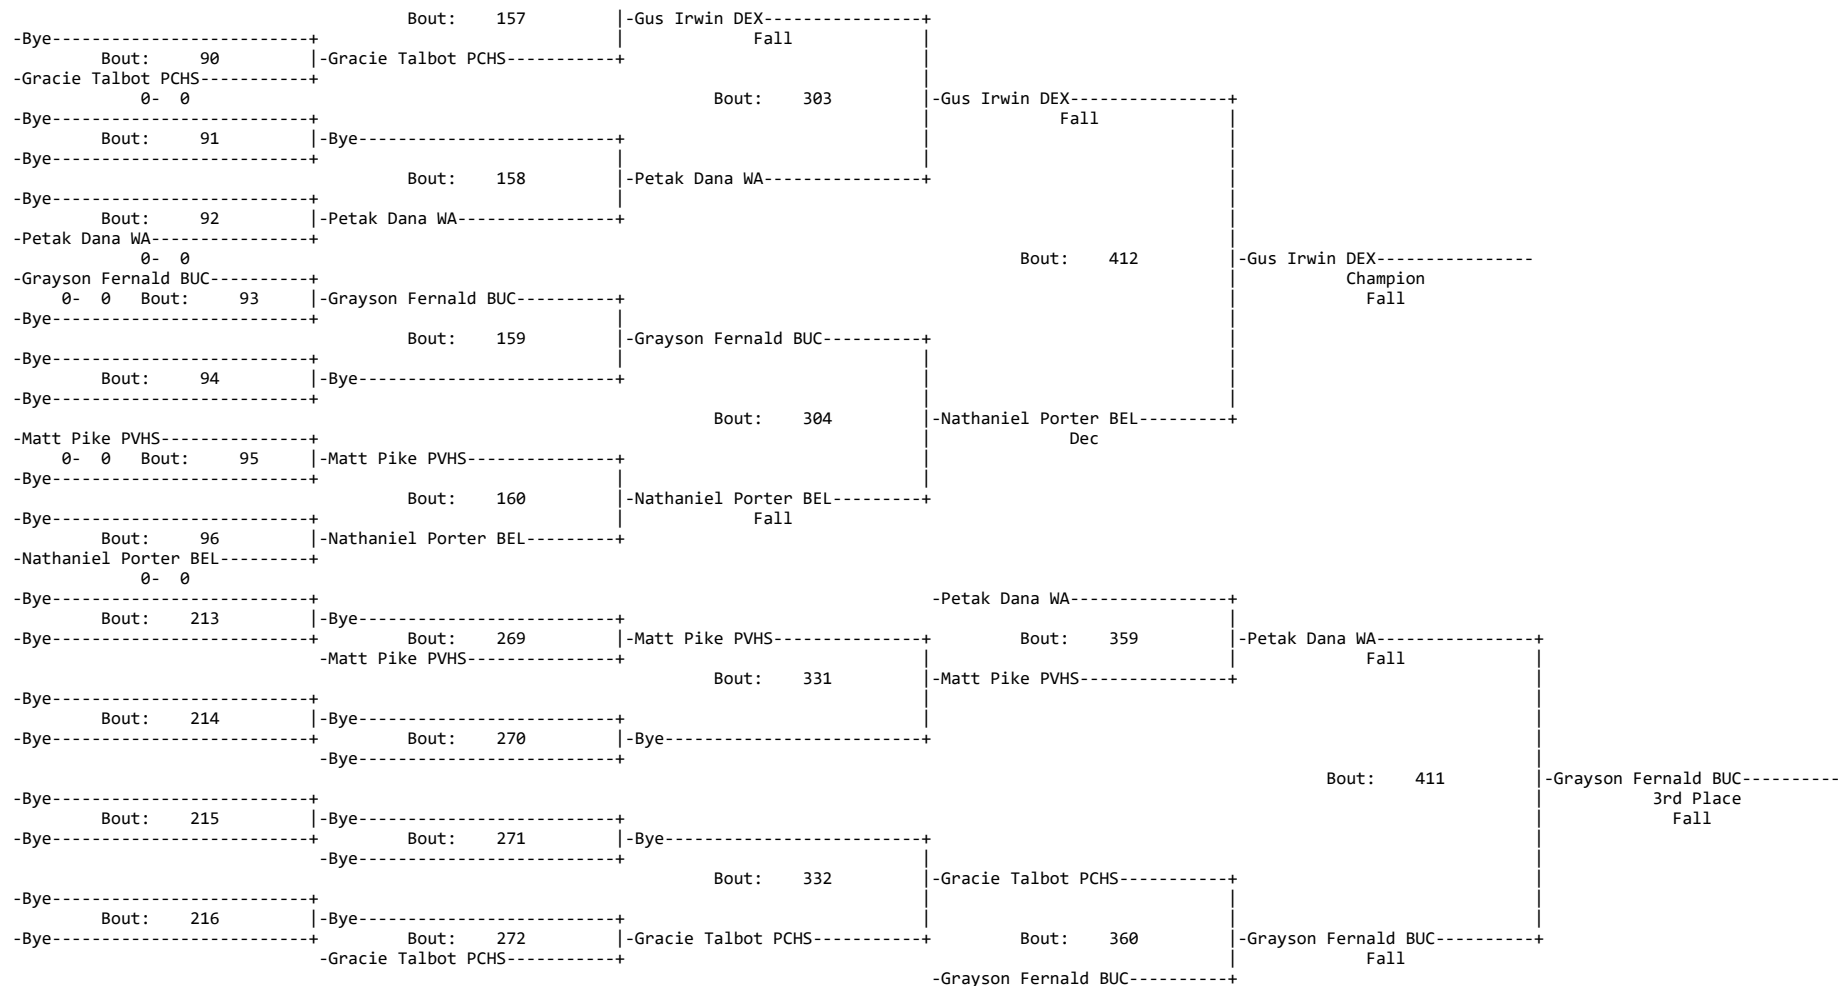 Bout: 157 |-Gus Irwin DEX----------------+
-Bye--------------------------+ | Fall |
Bout: 90 |-Gracie Talbot PCHS-----------+ |
-Gracie Talbot PCHS-----------+ |
0- 0 Bout: 303 |-Gus Irwin DEX----------------+
-Bye--------------------------+ | Fall |
Bout: 91 |-Bye--------------------------+ | |
-Bye--------------------------+ | | |
Bout: 158 |-Petak Dana WA----------------+ |
-Bye--------------------------+ | |
Bout: 92 |-Petak Dana WA----------------+ |
-Petak Dana WA----------------+ |
0- 0 Bout: 412 |-Gus Irwin DEX----------------
-Grayson Fernald BUC----------+ | Champion
0- 0 Bout: 93 |-Grayson Fernald BUC----------+ | Fall
-Bye--------------------------+ | |
Bout: 159 |-Grayson Fernald BUC----------+ |
-Bye--------------------------+ | | |
Bout: 94 |-Bye--------------------------+ | |
-Bye--------------------------+ | |
Bout: 304 |-Nathaniel Porter BEL---------+
-Matt Pike PVHS---------------+ | Dec
0- 0 Bout: 95 |-Matt Pike PVHS---------------+ |
-Bye--------------------------+ | |
Bout: 160 |-Nathaniel Porter BEL---------+
-Bye--------------------------+ | Fall
Bout: 96 |-Nathaniel Porter BEL---------+
-Nathaniel Porter BEL---------+
0- 0
-Bye--------------------------+ -Petak Dana WA----------------+
Bout: 213 |-Bye--------------------------+ |
-Bye--------------------------+ Bout: 269 |-Matt Pike PVHS---------------+ Bout: 359 |-Petak Dana WA----------------+
-Matt Pike PVHS---------------+ | | Fall |
Bout: 331 |-Matt Pike PVHS---------------+ |
-Bye--------------------------+ | |
Bout: 214 |-Bye--------------------------+ | |
-Bye--------------------------+ Bout: 270 |-Bye--------------------------+ |
-Bye--------------------------+ |
Bout: 411 |-Grayson Fernald BUC----------
-Bye--------------------------+ | 3rd Place
Bout: 215 |-Bye--------------------------+ | Fall
-Bye--------------------------+ Bout: 271 |-Bye--------------------------+ |
-Bye--------------------------+ | |
Bout: 332 |-Gracie Talbot PCHS-----------+ |
-Bye--------------------------+ | | |
Bout: 216 |-Bye--------------------------+ | | |
-Bye--------------------------+ Bout: 272 |-Gracie Talbot PCHS-----------+ Bout: 360 |-Grayson Fernald BUC----------+
-Gracie Talbot PCHS-----------+ | Fall
-Grayson Fernald BUC----------+